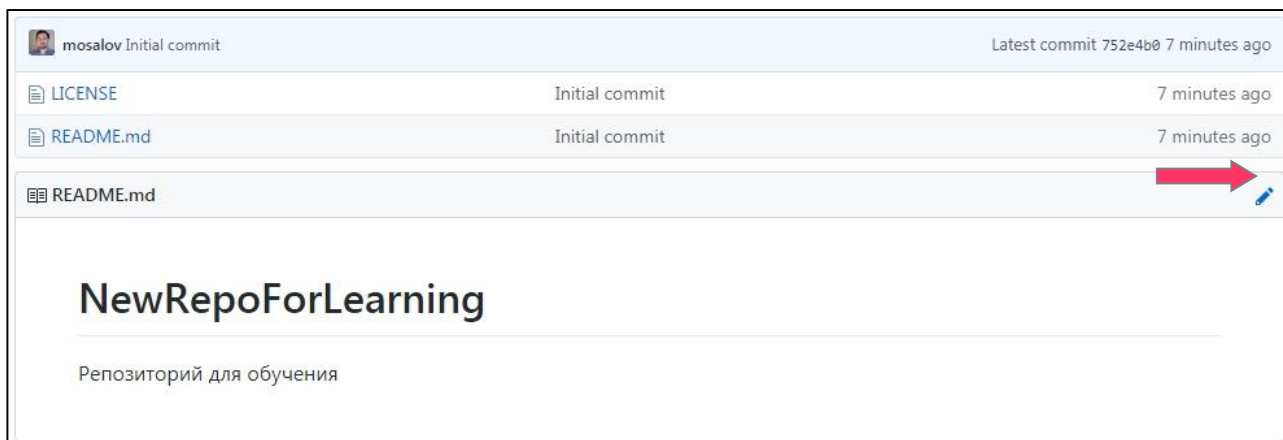 mosalov Initial commit Latest commit 752e4b0 7 minutes ago
LICENSE Initial commit 7 minutes ago
README.md Initial commit 7 minutes ago
README.md
NewRepoForLearning
Репозиторий для обучения